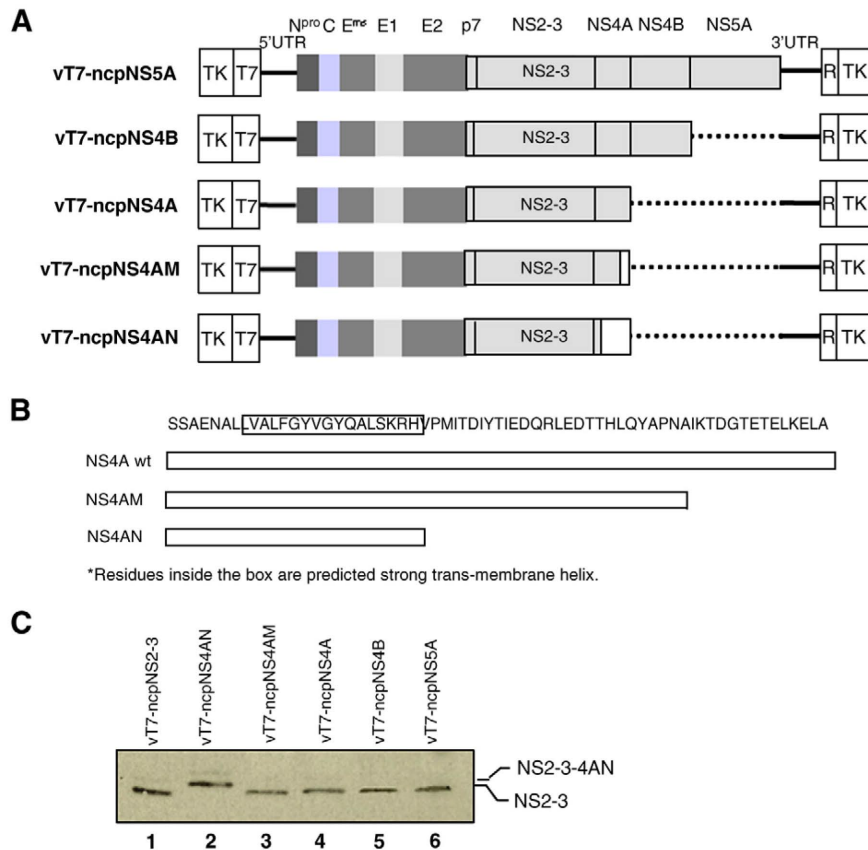 A
Npro C Erns E1 E2 p7 NS2-3 NS4A NS4B NS5A
5'UTR 3'UTR
vT7-ncpNS5A TK T7 NS2-3 R TK
vT7-ncpNS4B TK T7 NS2-3 R TK
vT7-ncpNS4A TK T7 NS2-3 R TK
vT7-ncpNS4AM TK T7 NS2-3 R TK
vT7-ncpNS4AN TK T7 NS2-3 R TK
B
SSAENALLVALFGYVGYQALSKRHVPMITDIYTIEDQRLEDTTHLQYAPNAIKTDGTETELKELA
NS4A wt
NS4AM
NS4AN
*Residues inside the box are predicted strong trans-membrane helix.
C
vT7-ncpNS2-3
vT7-ncpNS4AN
vT7-ncpNS4AM
vT7-ncpNS4A
vT7-ncpNS4B
vT7-ncpNS5A
NS2-3-4AN
NS2-3
1 2 3 4 5 6